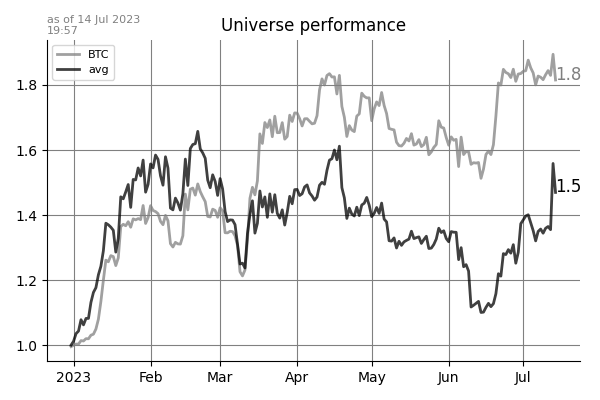 as of 14 Jul 2023
19:57
Universe performance
BTC
avg
1.8
1.6
1.4
1.2
1.0
1.8
1.5
2023 Feb Mar Apr May Jun Jul